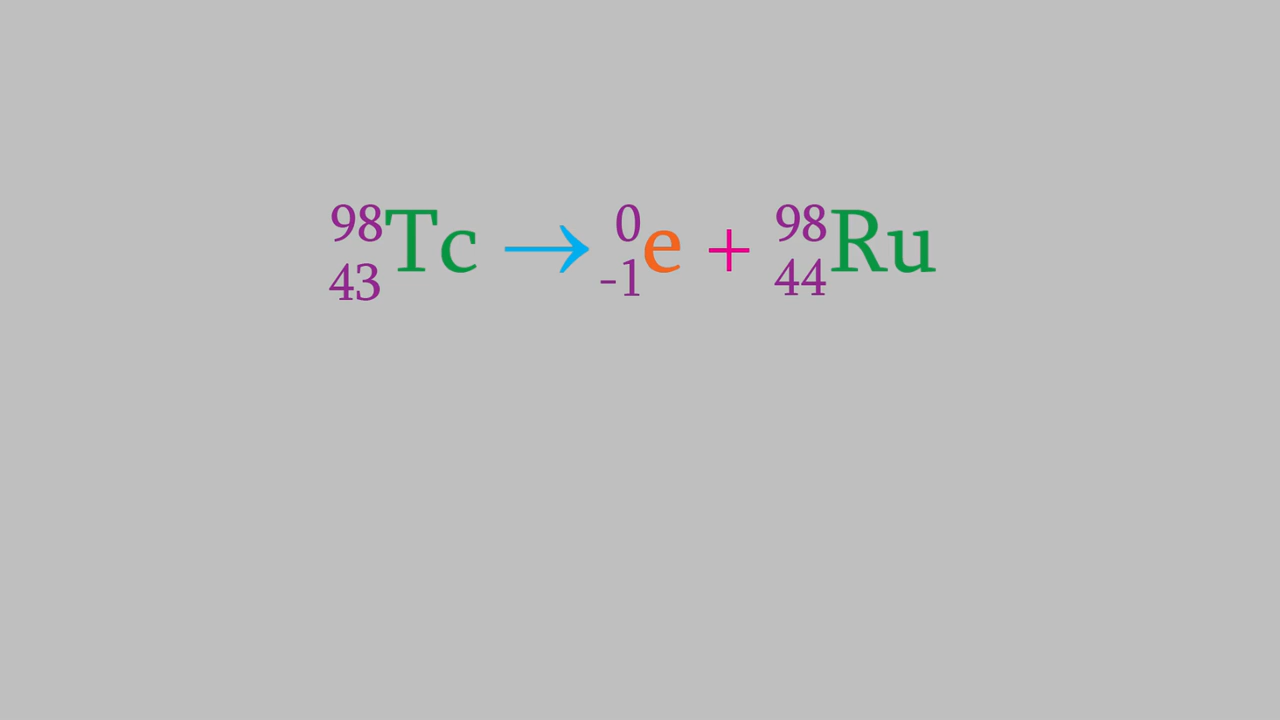 ⁹⁸₄₃Tc → ⁰₋₁e + ⁹⁸₄₄Ru